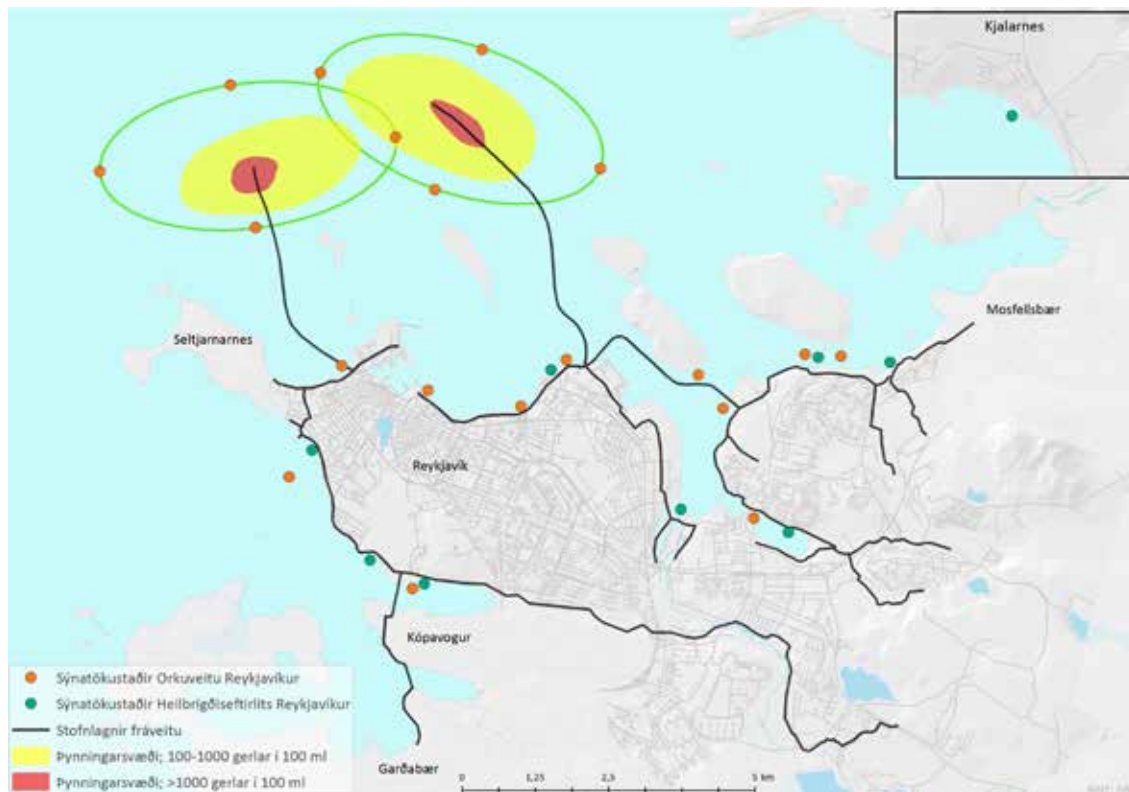 Kjalarnes
Mosfellsbær
Seltjarnarnes
Reykjavík
Kópavogur
Garðabær
Sýnatökustaðir Orkuveitu Reykjavíkur
Sýnatökustaðir Heilbrigðiseftirlits Reykjavíkur
Stofnlagnir fráveitu
Þynningarsvæði; 100-1000 gerlar í 100 ml
Þynningarsvæði; >1000 gerlar í 100 ml
0 1,25 2,5 5 km